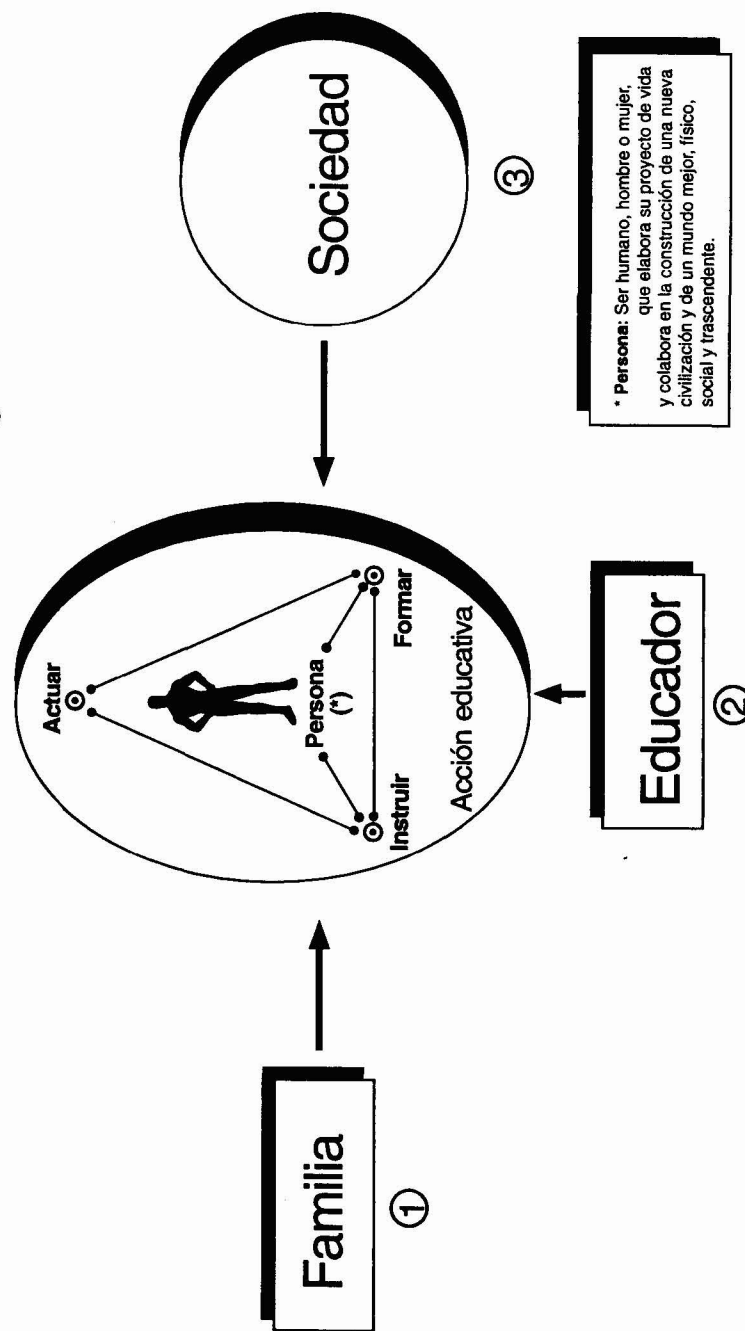 Actuar
Persona
(*)
Instruir
Formar
Acción educativa
Familia
①
Educador
②
Sociedad
③
* Persona: Ser humano, hombre o mujer,
que elabora su proyecto de vida
y colabora en la construcción de una nueva
civilización y de un mundo mejor, físico,
social y trascendente.